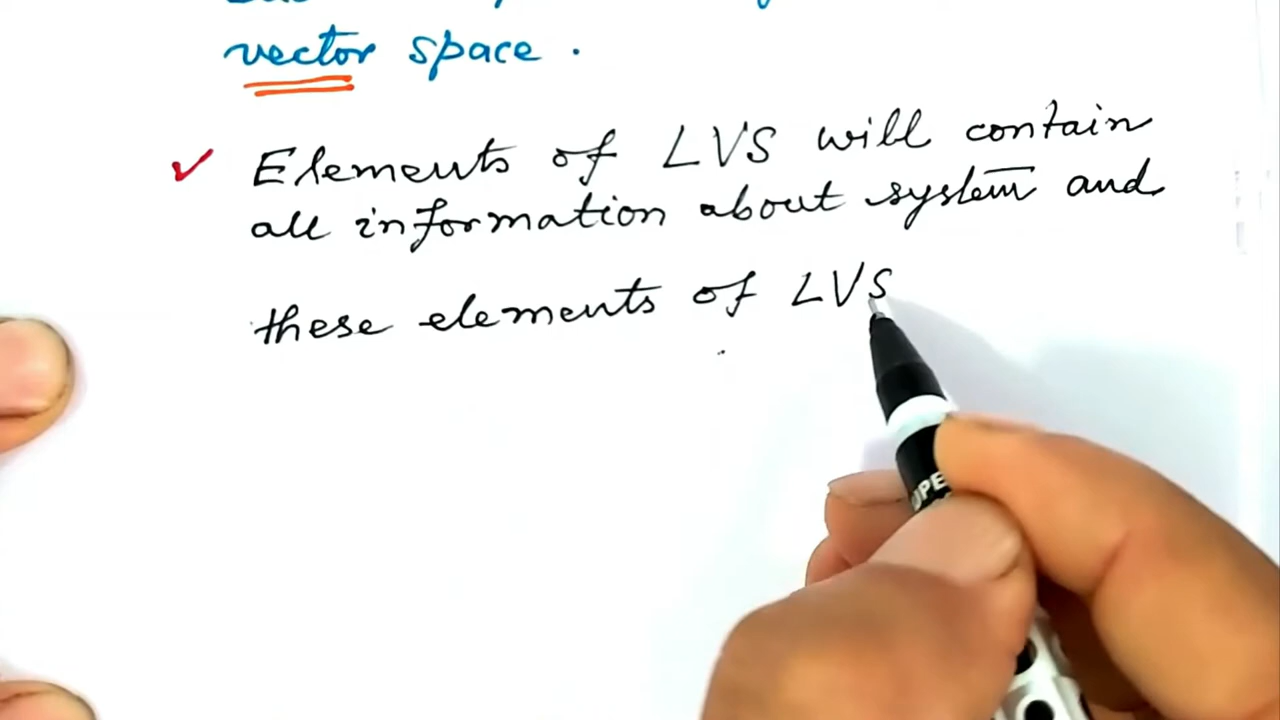 vector space .
Elements of LVS will contain
all information about system and
these elements of LVS